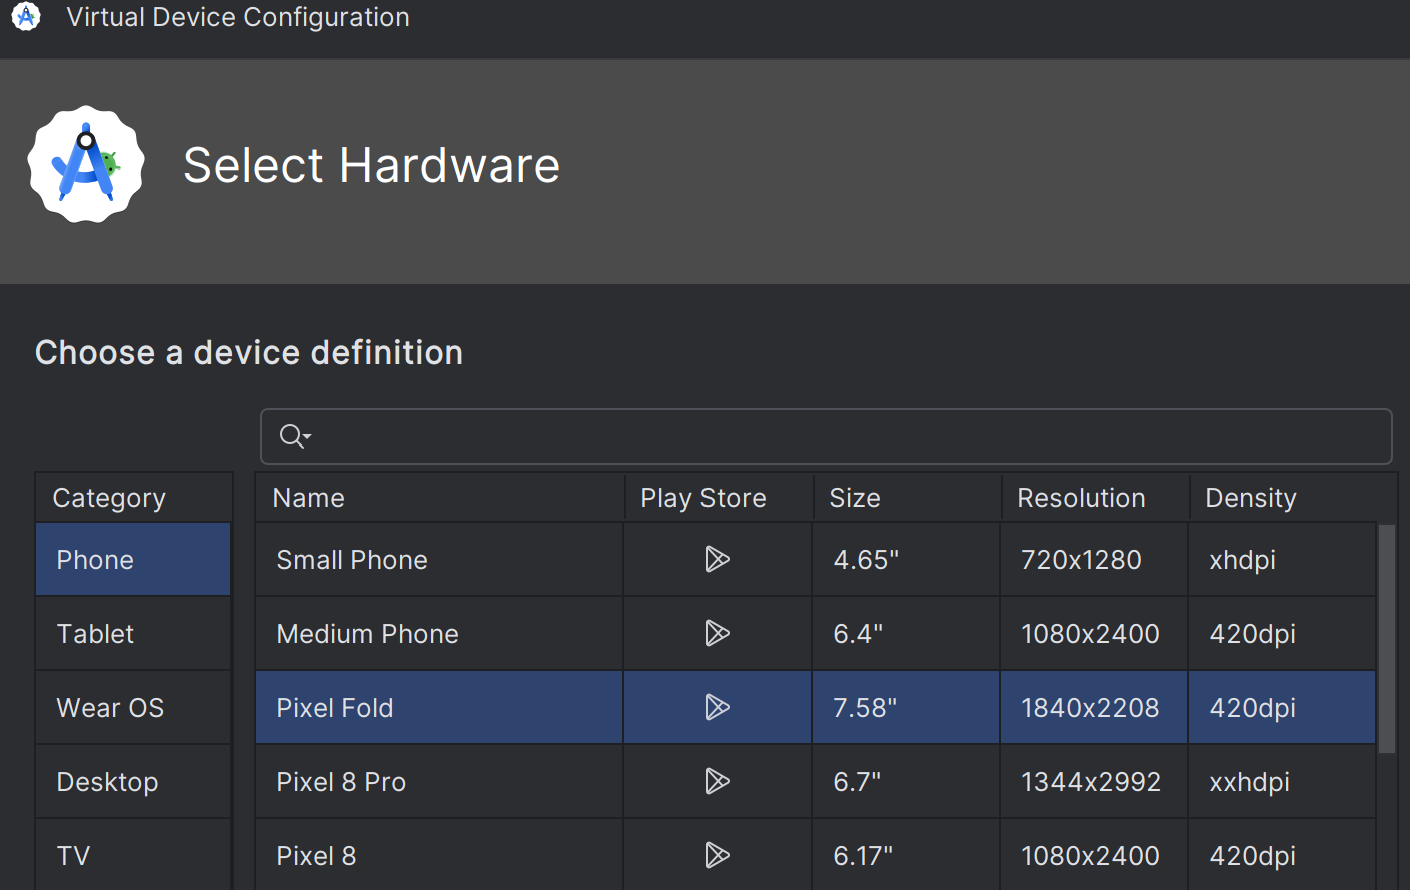 Virtual Device Configuration
Select Hardware
Choose a device definition
Category Name Play Store Size Resolution Density
Phone Small Phone 4.65" 720x1280 xhdpi
Tablet Medium Phone 6.4" 1080x2400 420dpi
Wear OS Pixel Fold 7.58" 1840x2208 420dpi
Desktop Pixel 8 Pro 6.7" 1344x2992 xxhdpi
TV Pixel 8 6.17" 1080x2400 420dpi